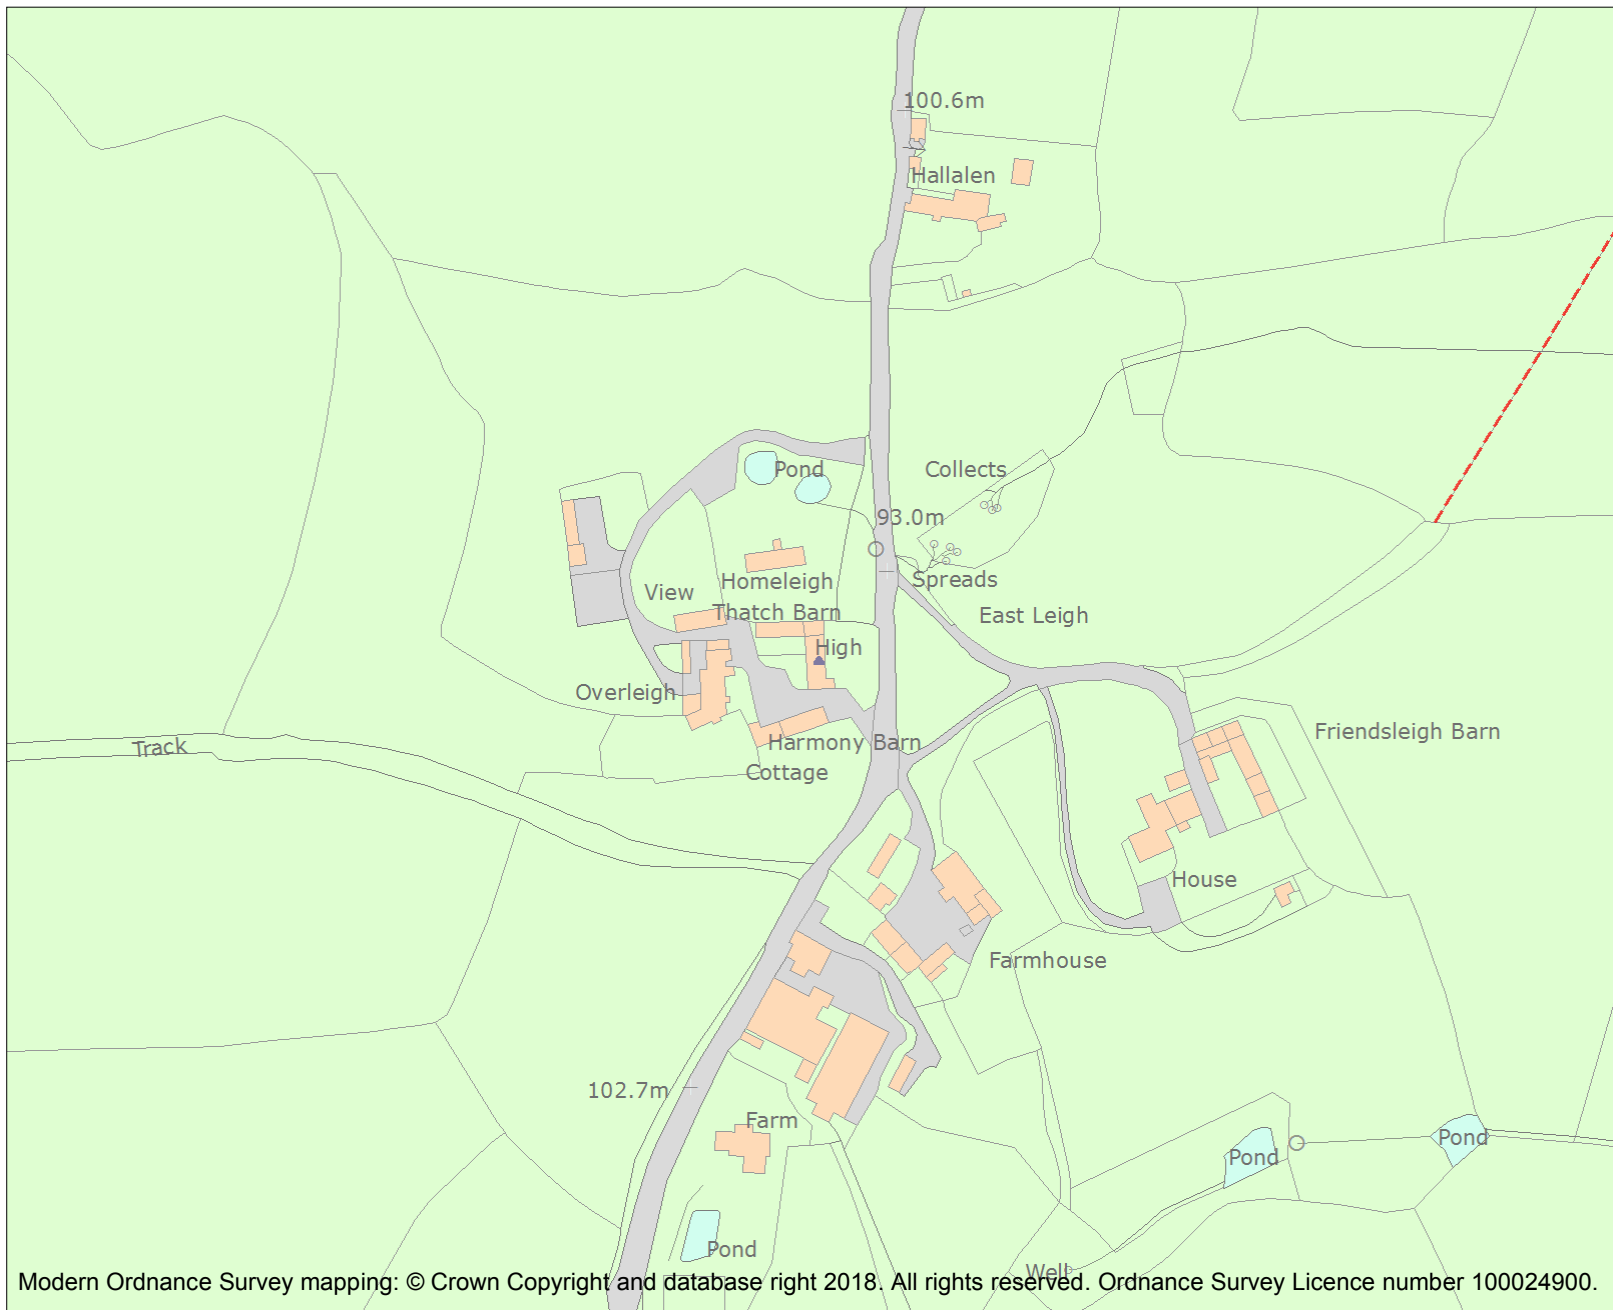 100.6m
Hallalen
Pond
Collects
93.0m
Spreads
Homeleigh
View
Thatch Barn
East Leigh
High
Overleigh
Friendsleigh Barn
Harmony Barn
Track
Cottage
House
Farmhouse
102.7m
Farm
Pond
Pond
Pond
Well
Modern Ordnance Survey mapping: © Crown Copyright and database right 2018. All rights reserved. Ordnance Survey Licence number 100024900.